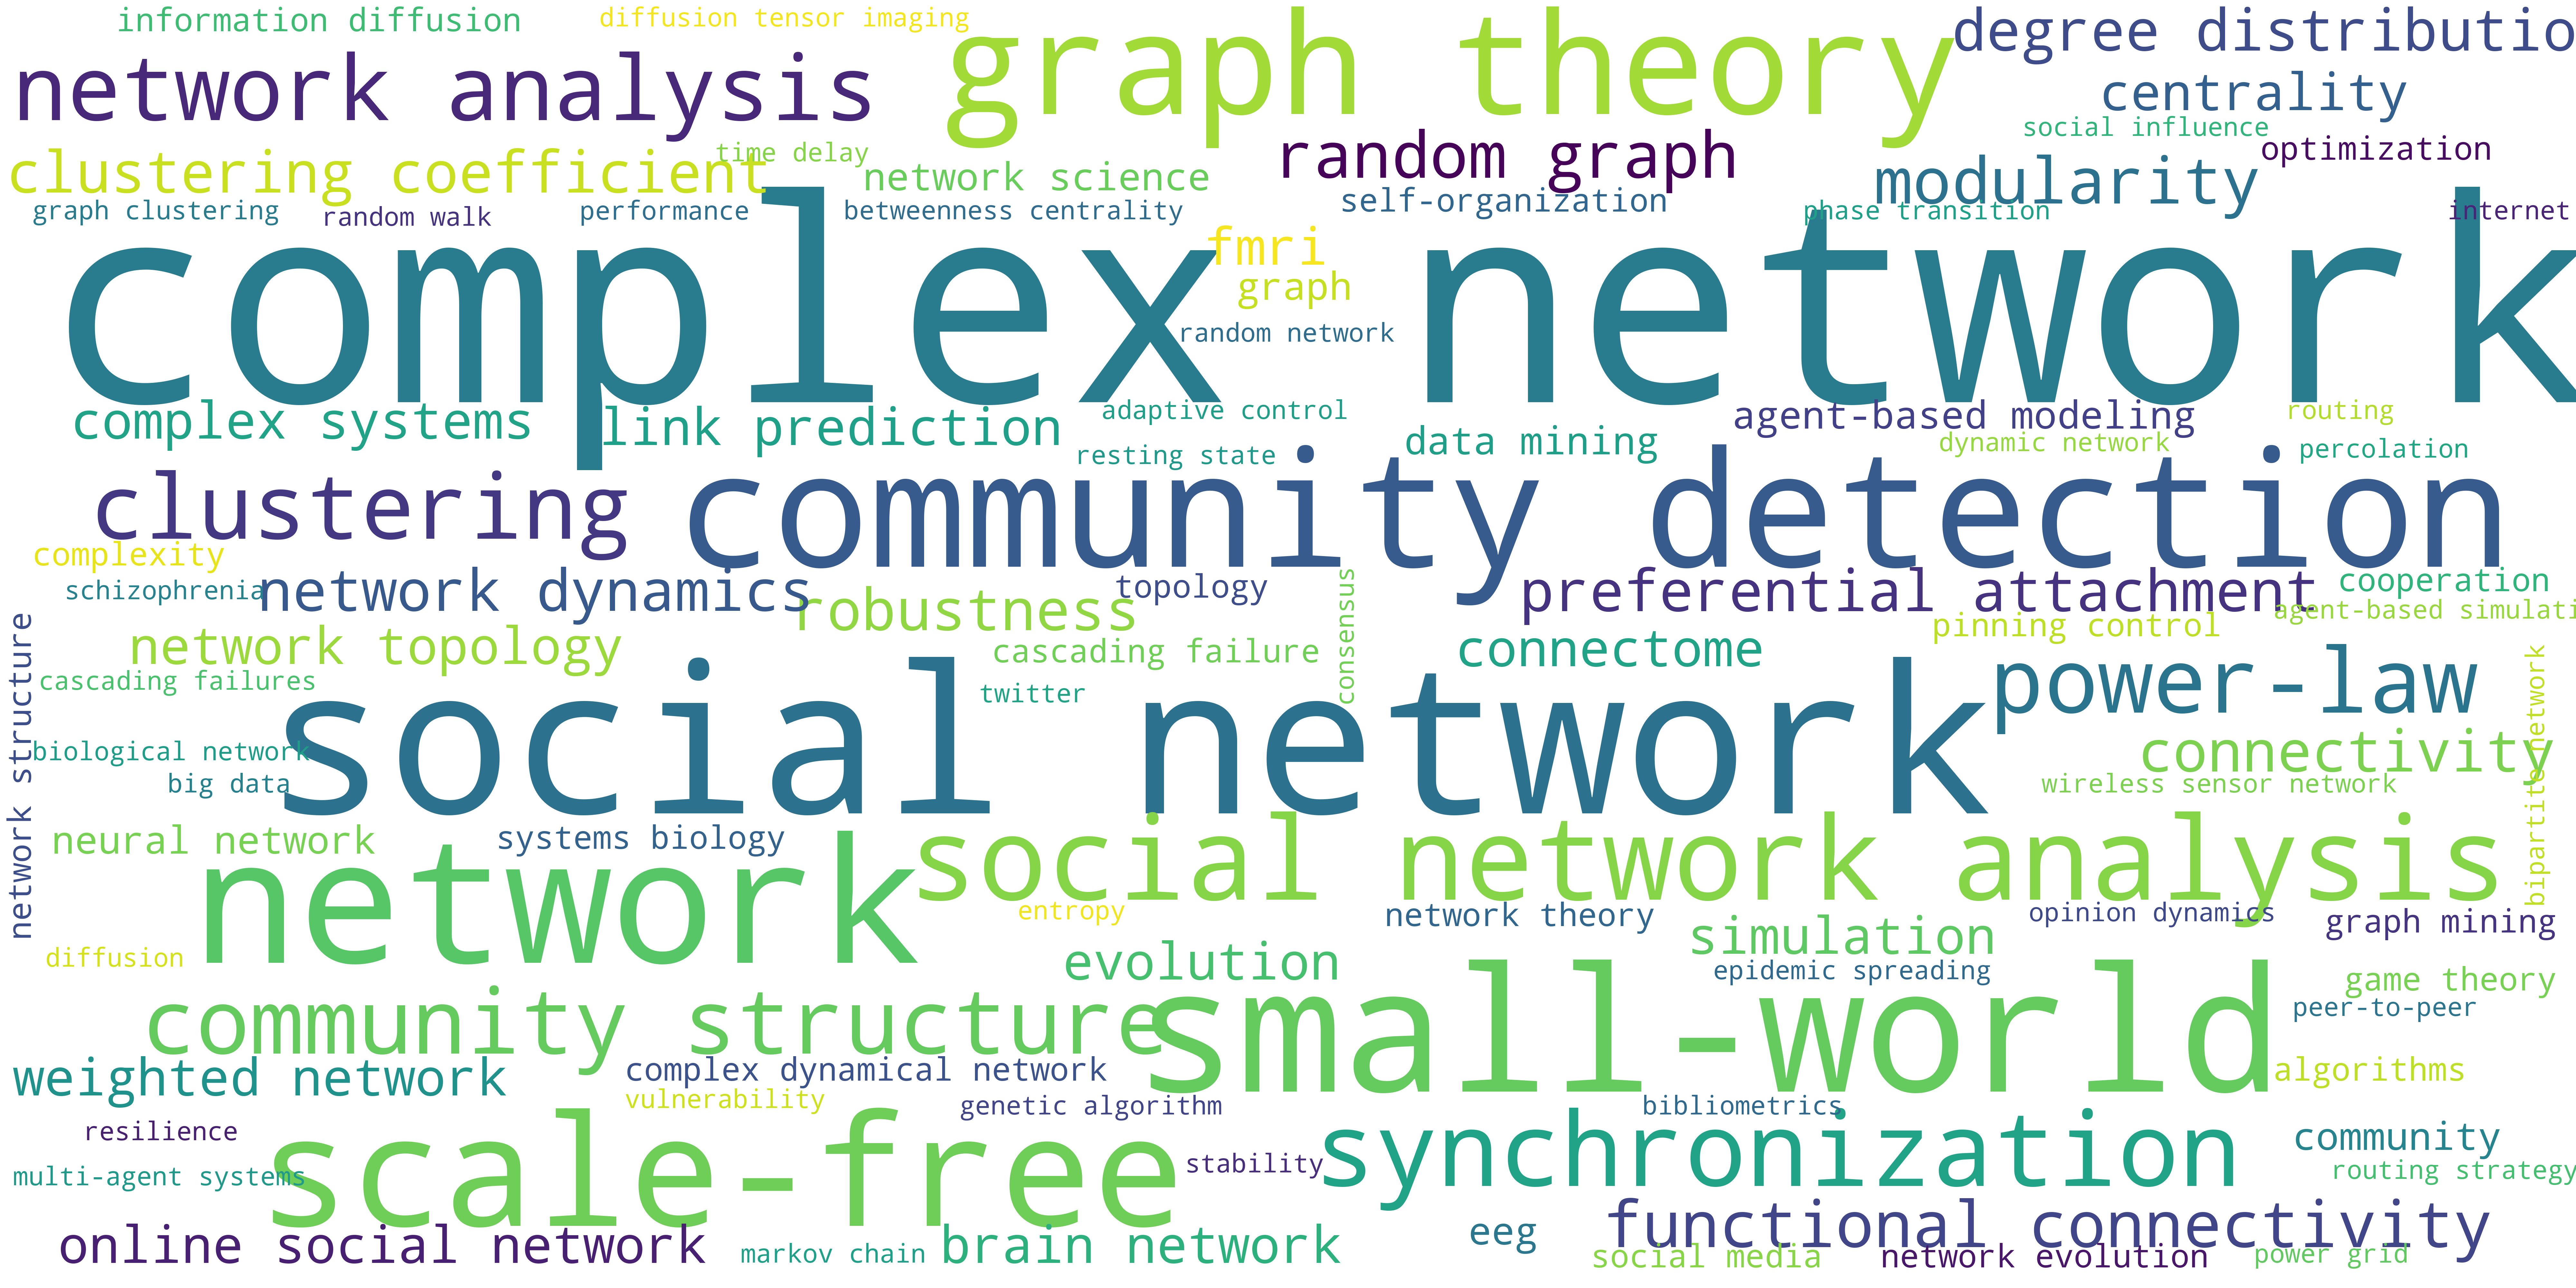 information diffusion
diffusion tensor imaging
graph theory
degree distributio
network analysis
centrality
social influence
optimization
random graph
time delay
clustering coefficient
network science
modularity
self-organization
graph clustering
random walk
performance
betweenness centrality
phase transition
internet
fmri
graph
complex network
random network
complex systems
link prediction
adaptive control
agent-based modeling
routing
data mining
dynamic network
percolation
resting state
clustering
community detection
complexity
schizophrenia
network dynamics
topology
consensus
preferential attachment
cooperation
robustness
agent-based simulati
pinning control
network topology
cascading failure
connectome
cascading failures
twitter
power-law
network structure
social network
biological network
connectivity
bipartite network
big data
wireless sensor network
neural network
systems biology
network
social network analysis
entropy
network theory
opinion dynamics
graph mining
simulation
diffusion
evolution
epidemic spreading
game theory
peer-to-peer
community structure
small-world
weighted network
complex dynamical network
algorithms
vulnerability
genetic algorithm
bibliometrics
resilience
scale-free
synchronization
community
stability
multi-agent systems
routing strategy
online social network
markov chain
brain network
eeg
functional connectivity
social media
network evolution
power grid